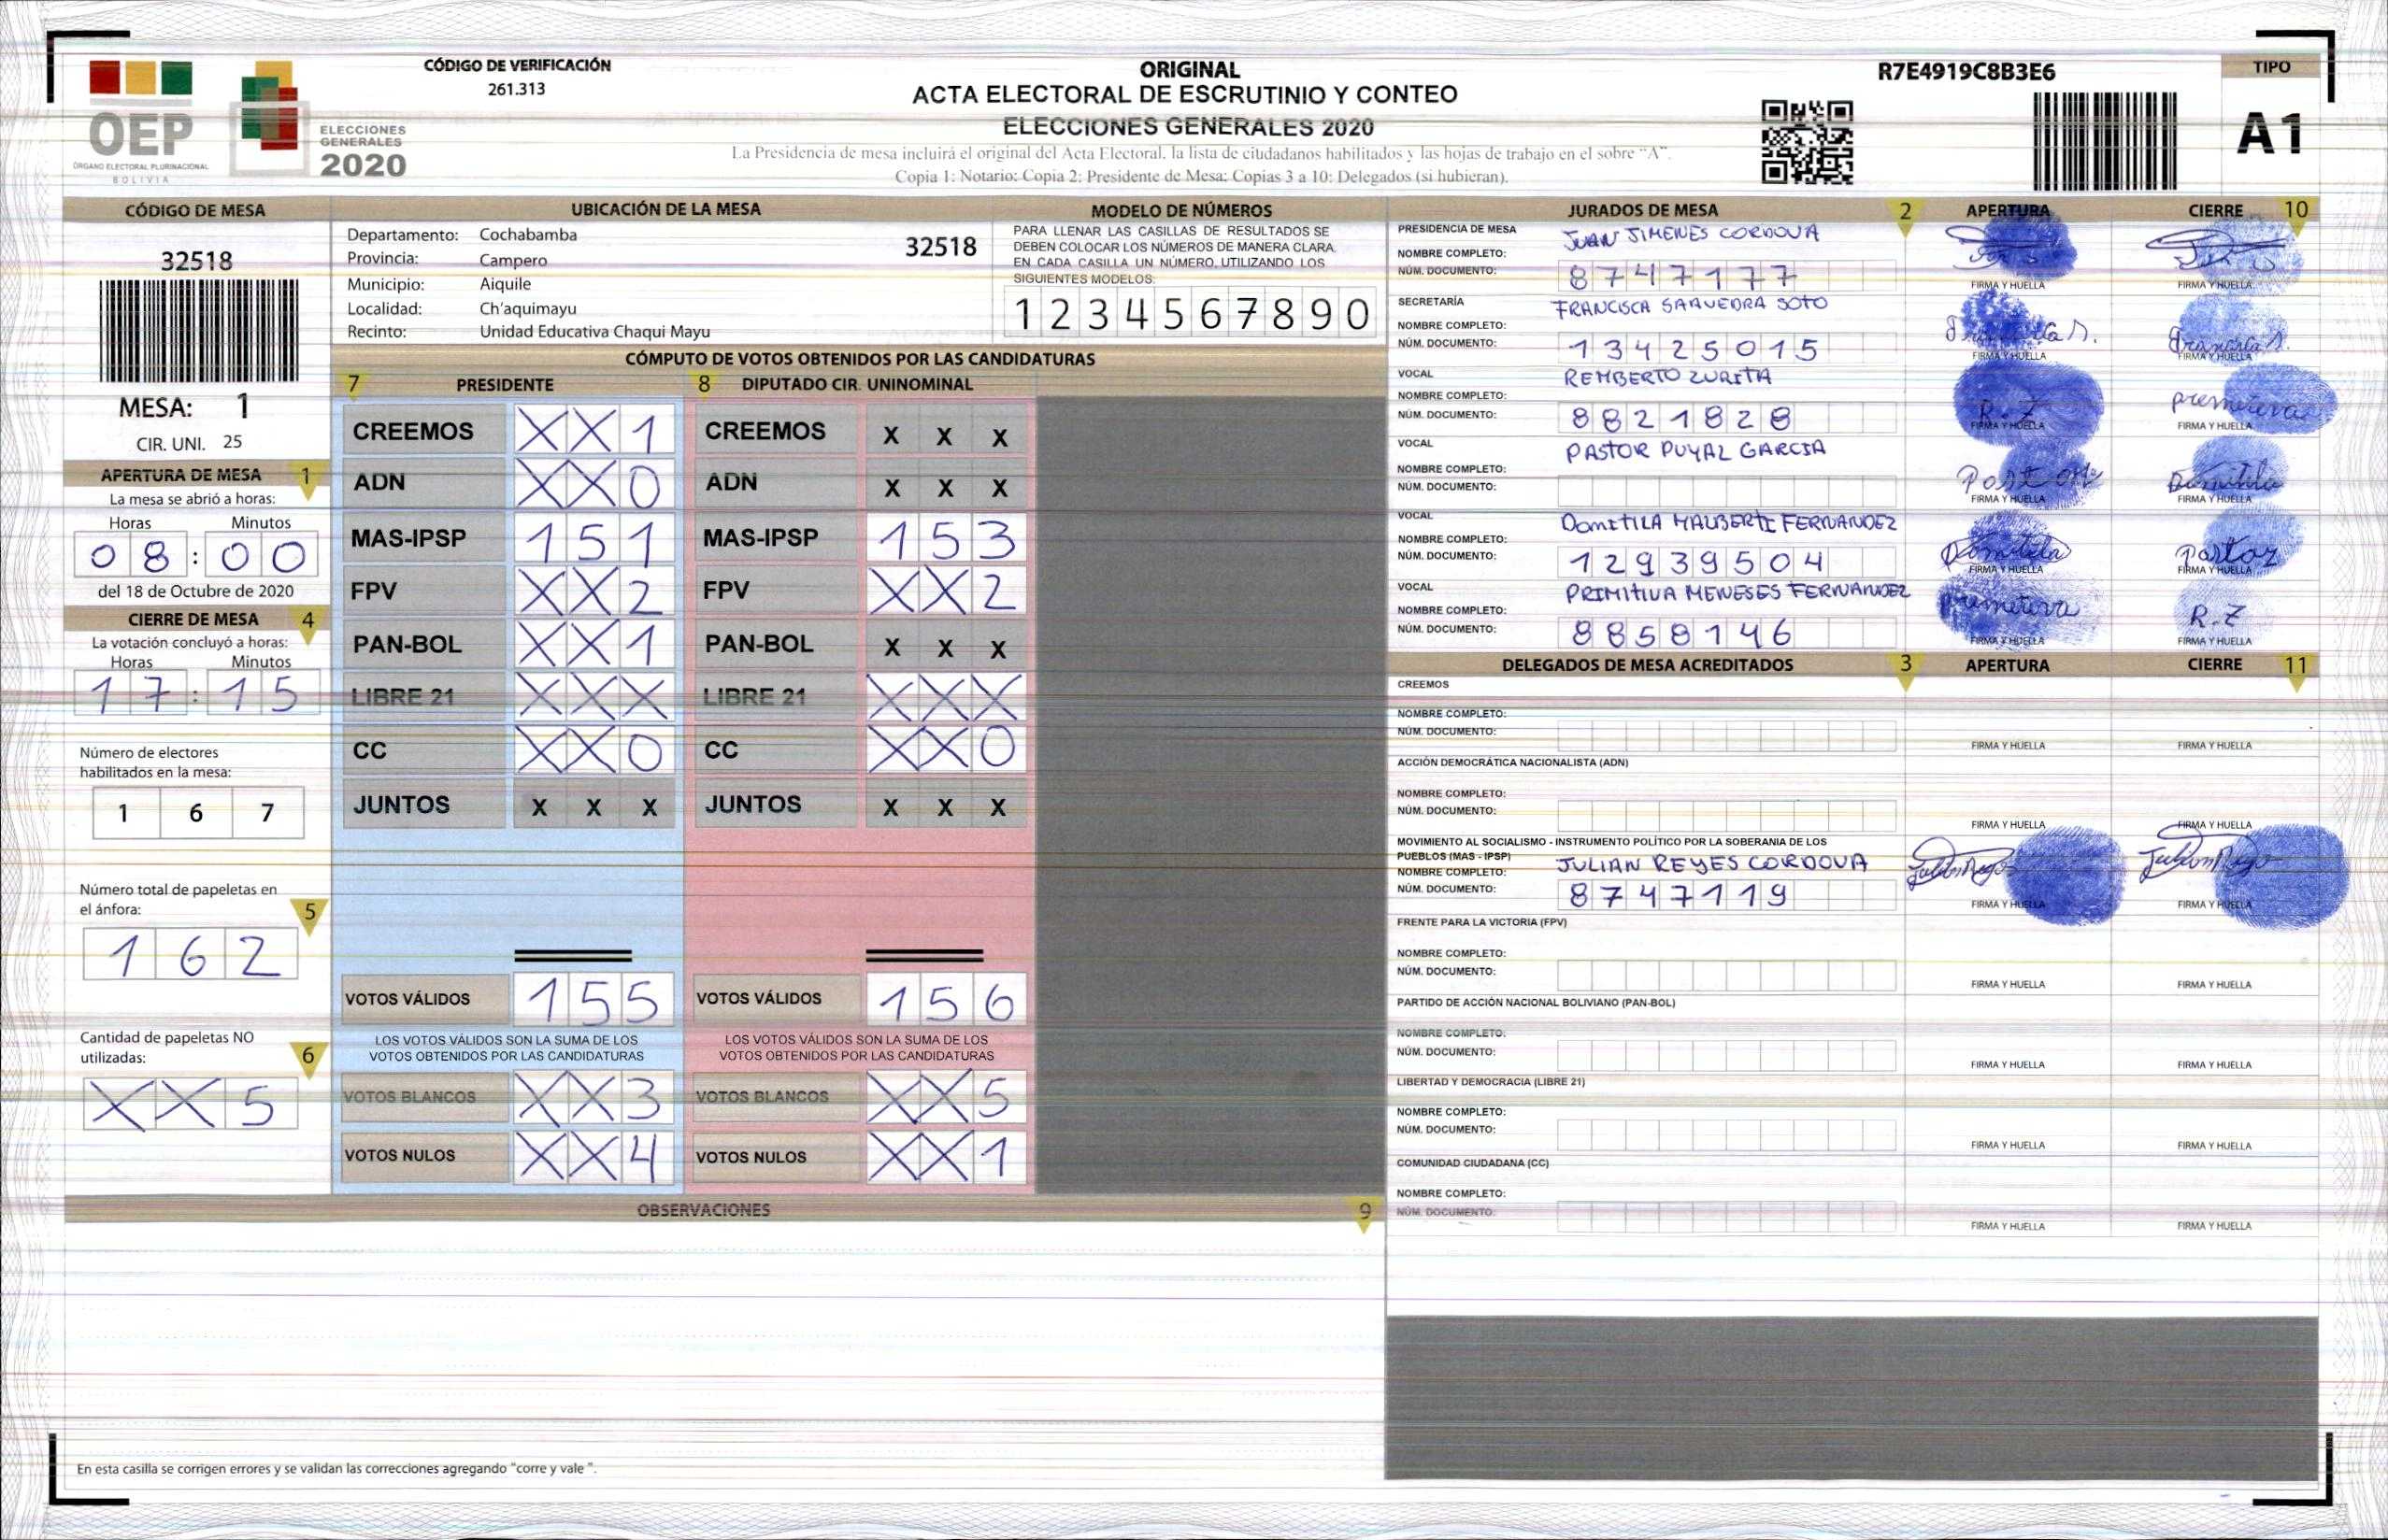 CÓDIGO DE VERIFICACIÓN
261.313
ORIGINAL
ACTA ELECTORAL DE ESCRUTINIO Y CONTEO
ELECCIONES GENERALES 2020
La Presidencia de mesa incluirá el original del Acta Electoral, la lista de ciudadanos habilitados y las hojas de trabajo en el sobre "A".
Copia 1: Notario; Copia 2: Presidente de Mesa; Copias 3 a 10: Delegados (si hubieran).
R7E4919C8B3E6
TIPO
A1
OEP
ÓRGANO ELECTORAL PLURINACIONAL
BOLIVIA
ELECCIONES
GENERALES
2020
CÓDIGO DE MESA
32518
MESA: 1
CIR. UNI. 25
APERTURA DE MESA 1
La mesa se abrió a horas:
Horas Minutos
08:00
del 18 de Octubre de 2020
CIERRE DE MESA 4
La votación concluyó a horas:
Horas Minutos
17:15
Número de electores
habilitados en la mesa:
1 6 7
Número total de papeletas en
el ánfora: 5
1 6 2
Cantidad de papeletas NO
utilizadas: 6
X X 5
UBICACIÓN DE LA MESA
Departamento: Cochabamba
Provincia: Campero
Municipio: Aiquile
Localidad: Ch'aquimayu
Recinto: Unidad Educativa Chaqui Mayu
32518
MODELO DE NÚMEROS
PARA LLENAR LAS CASILLAS DE RESULTADOS SE
DEBEN COLOCAR LOS NÚMEROS DE MANERA CLARA.
EN CADA CASILLA UN NÚMERO, UTILIZANDO LOS
SIGUIENTES MODELOS:
1 2 3 4 5 6 7 8 9 0
CÓMPUTO DE VOTOS OBTENIDOS POR LAS CANDIDATURAS
7 PRESIDENTE 8 DIPUTADO CIR. UNINOMINAL
CREEMOS X X 1 CREEMOS X X X
ADN X X 0 ADN X X X
MAS-IPSP 1 5 1 MAS-IPSP 1 5 3
FPV X X 2 FPV X X 2
PAN-BOL X X 1 PAN-BOL X X X
LIBRE 21 X X X LIBRE 21 X X X
CC X X 0 CC X X 0
JUNTOS X X X JUNTOS X X X
VOTOS VÁLIDOS 1 5 5 VOTOS VÁLIDOS 1 5 6
LOS VOTOS VÁLIDOS SON LA SUMA DE LOS LOS VOTOS VÁLIDOS SON LA SUMA DE LOS
VOTOS OBTENIDOS POR LAS CANDIDATURAS VOTOS OBTENIDOS POR LAS CANDIDATURAS
VOTOS BLANCOS X X 3 VOTOS BLANCOS X X 5
VOTOS NULOS X X 4 VOTOS NULOS X X 1
OBSERVACIONES 9
En esta casilla se corrigen errores y se validan las correcciones agregando "corre y vale ".
JURADOS DE MESA 2 APERTURA CIERRE 10
PRESIDENCIA DE MESA
NOMBRE COMPLETO: JUAN JIMENES CORDOVA
NÚM. DOCUMENTO: 8747177
FIRMA Y HUELLA FIRMA Y HUELLA
SECRETARÍA
NOMBRE COMPLETO: FRANCISCA SAAVEDRA SOTO
NÚM. DOCUMENTO: 13425015
FIRMA Y HUELLA FIRMA Y HUELLA
VOCAL
NOMBRE COMPLETO: REMBERTO ZURITA
NÚM. DOCUMENTO: 8821828
R.Z premeteva
FIRMA Y HUELLA FIRMA Y HUELLA
VOCAL
NOMBRE COMPLETO: PASTOR PUYAL GARCIA
NÚM. DOCUMENTO:
Domitila
FIRMA Y HUELLA FIRMA Y HUELLA
VOCAL
NOMBRE COMPLETO: DOMITILA MALBERTI FERNANDEZ
NÚM. DOCUMENTO: 12939504
Domitila Pastor
FIRMA Y HUELLA FIRMA Y HUELLA
VOCAL
NOMBRE COMPLETO: PRIMITIVA MENESES FERNANDEZ
NÚM. DOCUMENTO: 8858146
premeteva R.Z
FIRMA Y HUELLA FIRMA Y HUELLA
DELEGADOS DE MESA ACREDITADOS 3 APERTURA CIERRE 11
CREEMOS
NOMBRE COMPLETO:
NÚM. DOCUMENTO:
FIRMA Y HUELLA FIRMA Y HUELLA
ACCIÓN DEMOCRÁTICA NACIONALISTA (ADN)
NOMBRE COMPLETO:
NÚM. DOCUMENTO:
FIRMA Y HUELLA FIRMA Y HUELLA
MOVIMIENTO AL SOCIALISMO - INSTRUMENTO POLÍTICO POR LA SOBERANIA DE LOS
PUEBLOS (MAS - IPSP)
NOMBRE COMPLETO: JULIAN REYES CORDOVA
NÚM. DOCUMENTO: 8747119
FIRMA Y HUELLA FIRMA Y HUELLA
FRENTE PARA LA VICTORIA (FPV)
NOMBRE COMPLETO:
NÚM. DOCUMENTO:
FIRMA Y HUELLA FIRMA Y HUELLA
PARTIDO DE ACCIÓN NACIONAL BOLIVIANO (PAN-BOL)
NOMBRE COMPLETO:
NÚM. DOCUMENTO:
FIRMA Y HUELLA FIRMA Y HUELLA
LIBERTAD Y DEMOCRACIA (LIBRE 21)
NOMBRE COMPLETO:
NÚM. DOCUMENTO:
FIRMA Y HUELLA FIRMA Y HUELLA
COMUNIDAD CIUDADANA (CC)
NOMBRE COMPLETO:
NÚM. DOCUMENTO:
FIRMA Y HUELLA FIRMA Y HUELLA